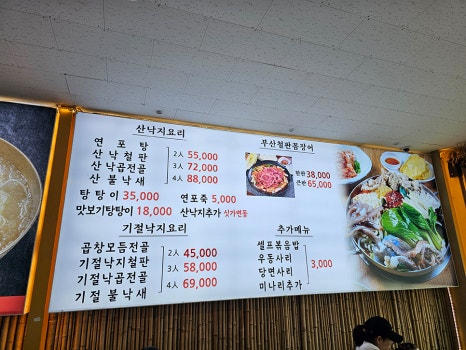 산낙지요리
연포탕
산낙철판
산낙곱전골
산불낙새
2人 55,000
3人 72,000
4人 88,000
탕탕이 35,000 연포죽 5,000
맛보기탕탕이 18,000 산낙지추가 싯가변동
기절낙지요리
곱창모듬전골
기절낙지철판
기절낙곱전골
기절불낙새
2人 45,000
3人 58,000
4人 69,000
부산철판꼼장어
반판 38,000
큰판 65,000
추가메뉴
셀프볶음밥
우동사리
당면사리
미나리추가
3,000